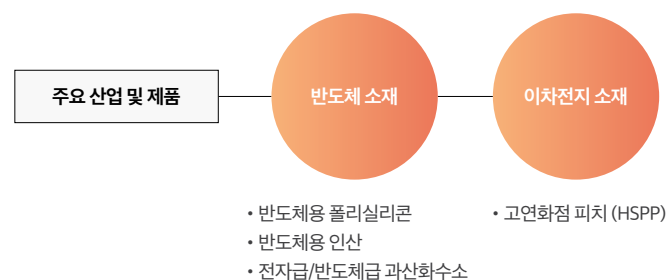 주요 산업 및 제품
반도체 소재
이차전지 소재
• 반도체용 폴리실리콘
• 반도체용 인산
• 전자급/반도체급 과산화수소
• 고연화점 피치 (HSPP)